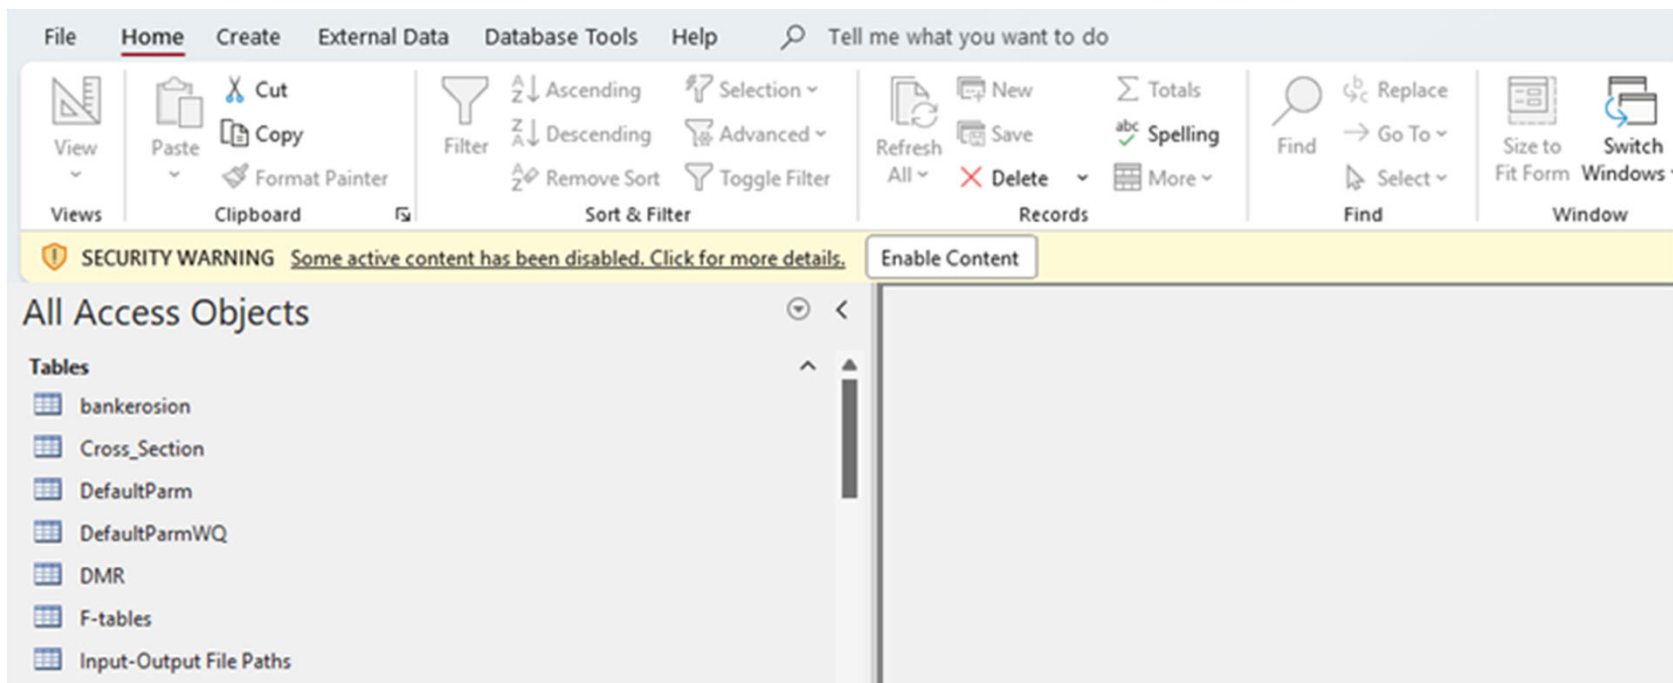 File Home Create External Data Database Tools Help Tell me what you want to do
Cut Ascending Selection New Totals Replace
Copy Descending Advanced Save abc Spelling Go To
View Paste Filter Refresh Find Size to Switch
Format Painter Remove Sort Toggle Filter All Delete More Select Fit Form Windows
Views Clipboard Sort & Filter Records Find Window
SECURITY WARNING Some active content has been disabled. Click for more details. Enable Content
All Access Objects
Tables
bankerosion
Cross_Section
DefaultParm
DefaultParmWQ
DMR
F-tables
Input-Output File Paths